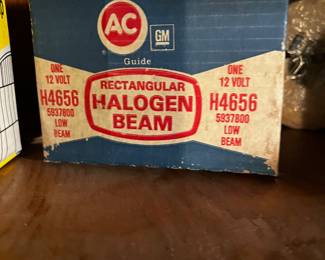 AC
GM
Guide
ONE
12 VOLT
H4656
5937800
LOW
BEAM
RECTANGULAR
HALOGEN
BEAM
ONE
12 VOLT
H4656
5937800
LOW
BEAM